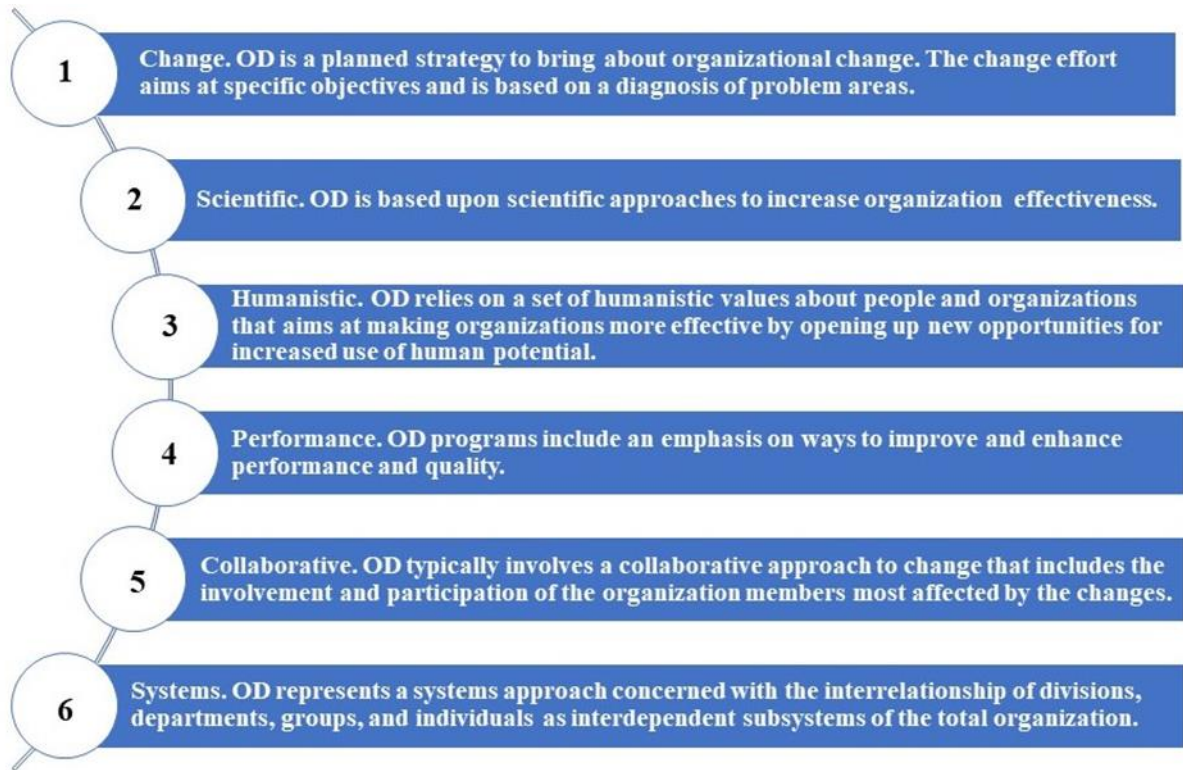 1
Change. OD is a planned strategy to bring about organizational change. The change effort
aims at specific objectives and is based on a diagnosis of problem areas.
2
Scientific. OD is based upon scientific approaches to increase organization effectiveness.
3
Humanistic. OD relies on a set of humanistic values about people and organizations
that aims at making organizations more effective by opening up new opportunities for
increased use of human potential.
4
Performance. OD programs include an emphasis on ways to improve and enhance
performance and quality.
5
Collaborative. OD typically involves a collaborative approach to change that includes the
involvement and participation of the organization members most affected by the changes.
6
Systems. OD represents a systems approach concerned with the interrelationship of divisions,
departments, groups, and individuals as interdependent subsystems of the total organization.